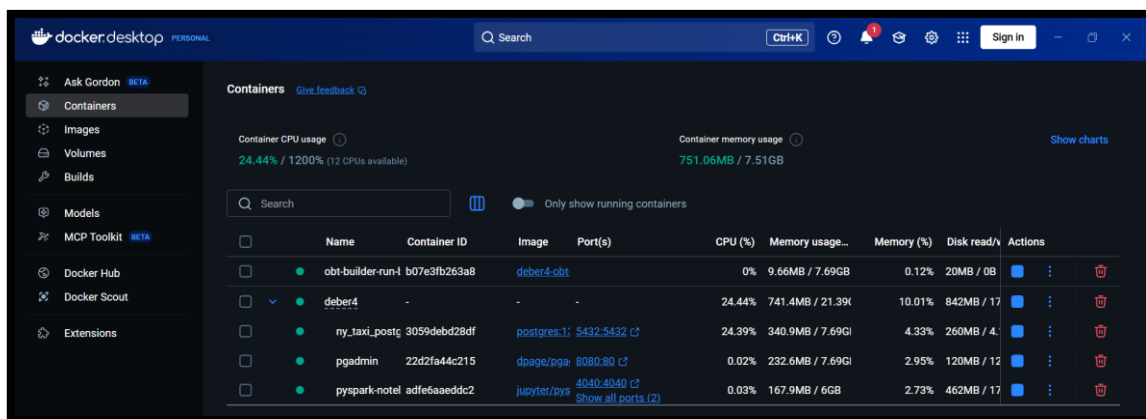 docker.desktop PERSONAL
Search Ctrl+K
1
Sign in
Ask Gordon BETA
Containers
Images
Volumes
Builds
Models
MCP Toolkit BETA
Docker Hub
Docker Scout
Extensions
Containers Give feedback
Container CPU usage
24.44% / 1200% (12 CPUs available)
Container memory usage
751.06MB / 7.51GB
Show charts
Search
Only show running containers
Name Container ID Image Port(s) CPU (%) Memory usage... Memory (%) Disk read/ Actions
obt-builder-run- b07e3fb263a8 deber4-obt- 0% 9.66MB / 7.69GB 0.12% 20MB / 0B
deber4 - - - 24.44% 741.4MB / 21.39 10.01% 842MB / 17
ny_taxi_postg 3059debd28df postgres:1 5432:5432 24.39% 340.9MB / 7.69G 4.33% 260MB / 4.
pgadmin 22d2fa44c215 dpage/pga 8080:80 0.02% 232.6MB / 7.69G 2.95% 120MB / 12
pyspark-notel adfe6aaeddc2 jupyter/pys 4040:4040 0.03% 167.9MB / 6GB 2.73% 462MB / 17
Show all ports (2)